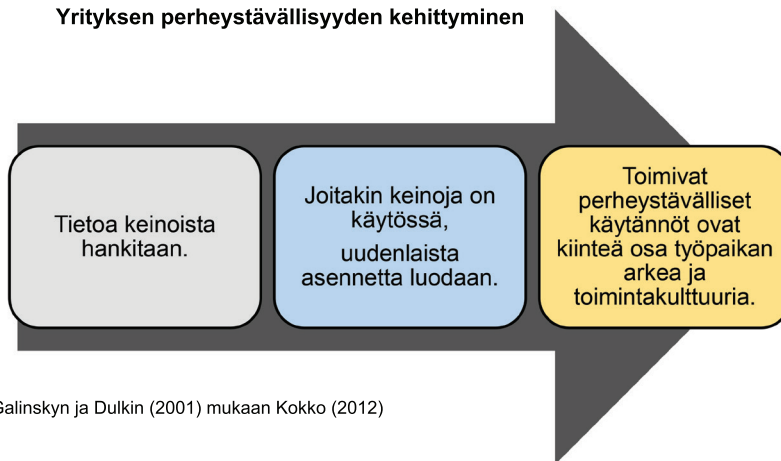 Yrityksen perheystävällisyyden kehittyminen
Tietoa keinoista
hankitaan.
Joitakin keinoja on
käytössä,
uudenlaista
asennetta luodaan.
Toimivat
perheystävälliset
käytännöt ovat
kiinteä osa työpaikan
arkea ja
toimintakulttuuria.
Galinskyn ja Dulkin (2001) mukaan Kokko (2012)